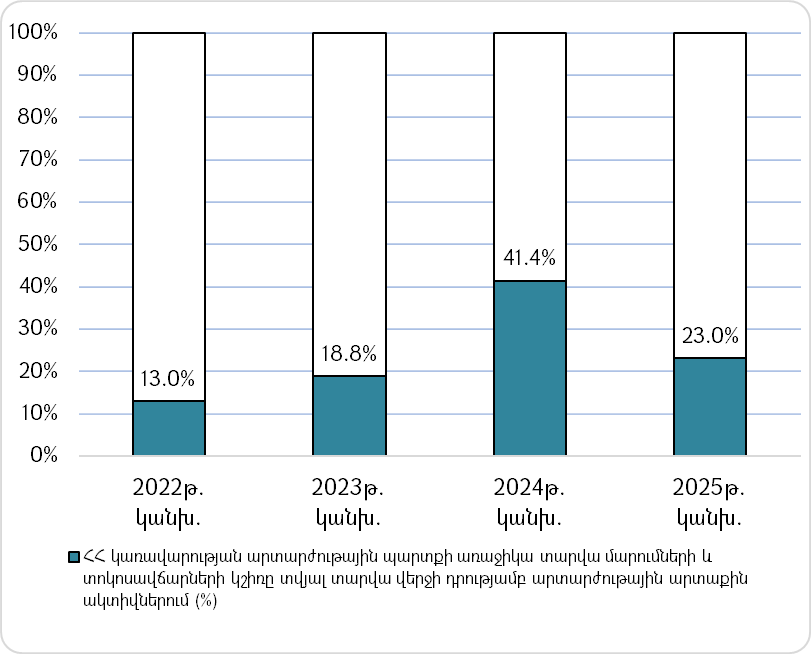 100%
90%
80%
70%
60%
50%
40%
30%
20%
10%
0%
13.0%
18.8%
41.4%
23.0%
2022թ. կանխ.
2023թ. կանխ.
2024թ. կանխ.
2025թ. կանխ.
ՀՀ կառավարության արտարժութային պարտքի առաջիկա տարվա մարումների և
տոկոսավճարների կշիռը տվյալ տարվա վերջի դրությամբ արտարժութային արտաքին
ակտիվներում (%)